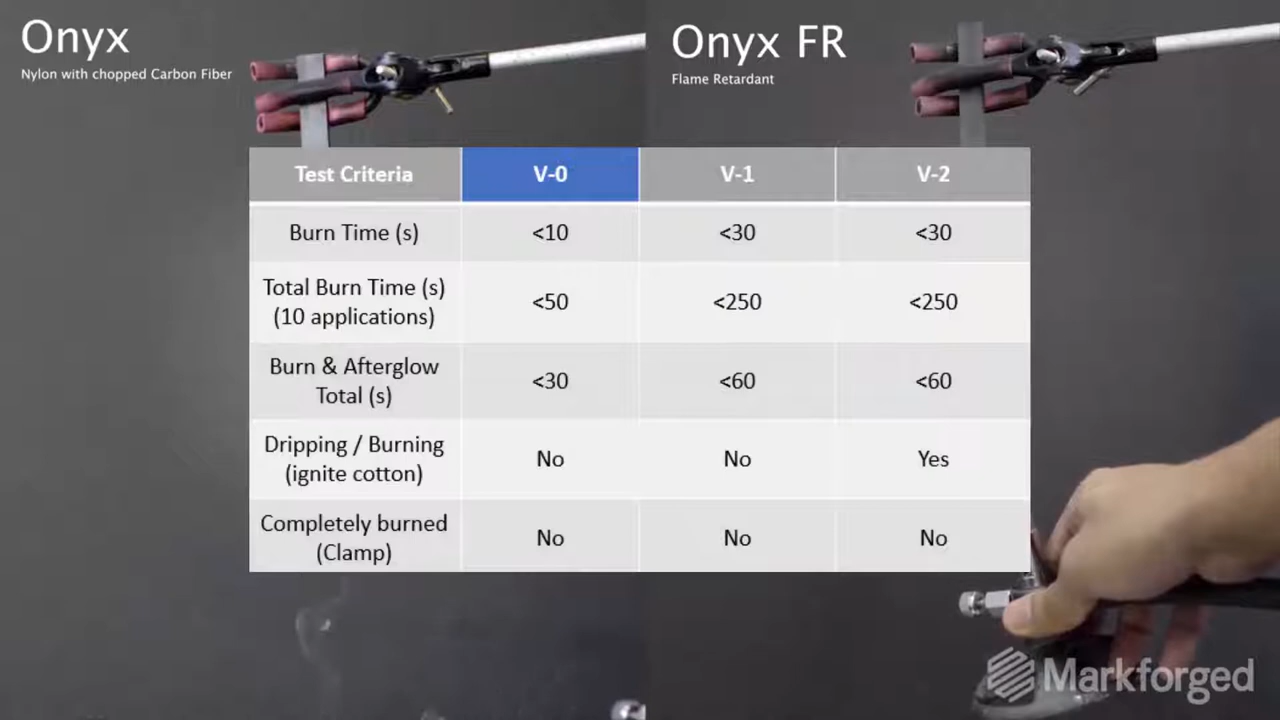 Onyx
Nylon with chopped Carbon Fiber
Onyx FR
Flame Retardant
Test Criteria V-0 V-1 V-2
Burn Time (s) <10 <30 <30
Total Burn Time (s)
(10 applications) <50 <250 <250
Burn & Afterglow
Total (s) <30 <60 <60
Dripping / Burning
(ignite cotton) No No Yes
Completely burned
(Clamp) No No No
Markforged